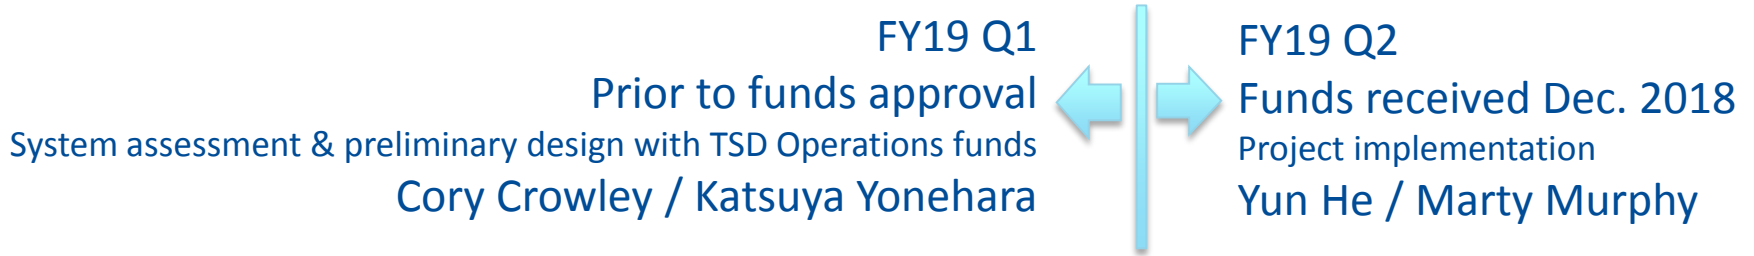 FY19 Q1
Prior to funds approval
System assessment & preliminary design with TSD Operations funds
Cory Crowley / Katsuya Yonehara
FY19 Q2
Funds received Dec. 2018
Project implementation
Yun He / Marty Murphy